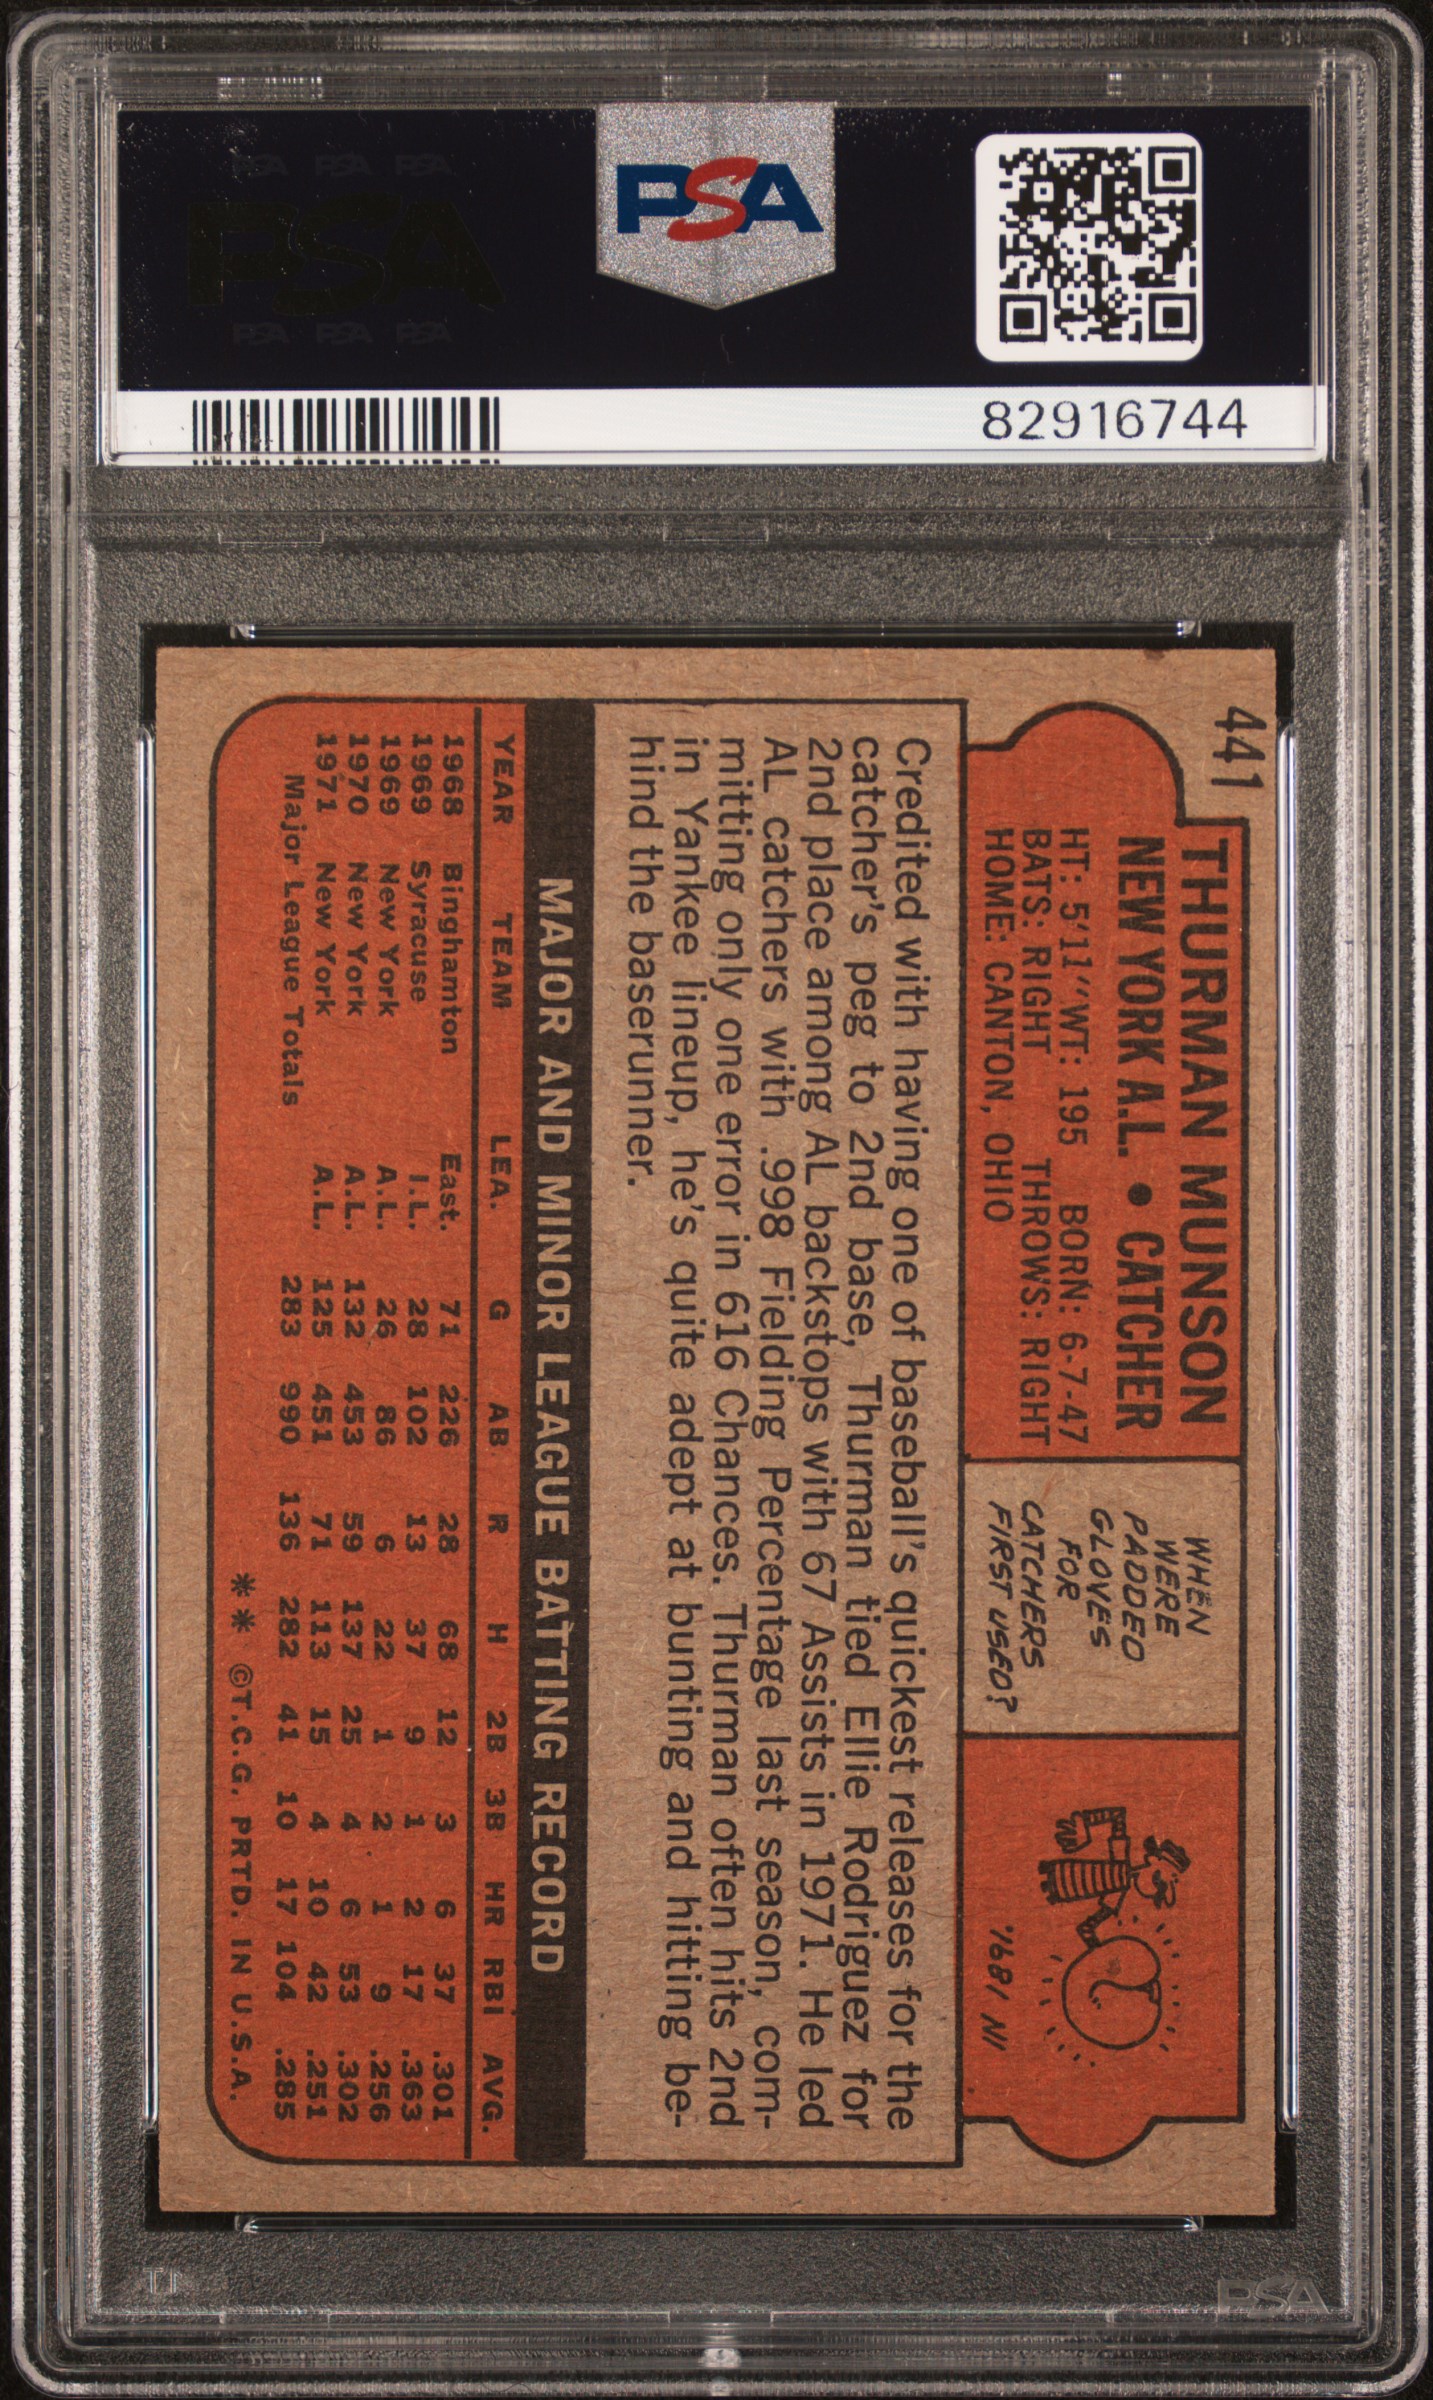 PSA PSA PSA
PSA
PSA PSA PSA
PSA
82916744
441
THURMAN MUNSON
NEW YORK A.L. • CATCHER
HT: 5'11" WT: 195 BORN: 6-7-47
BATS: RIGHT THROWS: RIGHT
HOME: CANTON, OHIO
WHEN
WERE
PADDED
GLOVES
FOR
CATCHERS
FIRST USED?
IN 1891.
Credited with having one of baseball's quickest releases for the
catcher's peg to 2nd base, Thurman tied Ellie Rodriguez for
2nd place among AL backstops with 67 Assists in 1971. He led
AL catchers with .998 Fielding Percentage last season, com-
mitting only one error in 616 Chances. Thurman often hits 2nd
in Yankee lineup, he's quite adept at bunting and hitting be-
hind the baserunner.
MAJOR AND MINOR LEAGUE BATTING RECORD
YEAR TEAM LEA. G AB R H 2B 3B HR RBI AVG.
1968 Binghamton East. 71 226 28 68 12 3 6 37 .301
1969 Syracuse I.L. 28 102 13 37 9 1 2 17 .363
1969 New York A.L. 26 86 6 22 1 2 1 9 .256
1970 New York A.L. 132 453 59 137 25 4 6 53 .302
1971 New York A.L. 125 451 71 113 15 4 10 42 .251
Major League Totals 283 990 136 282 41 10 17 104 .285
** ©T.C.G. PRTD. IN U.S.A.
PSA